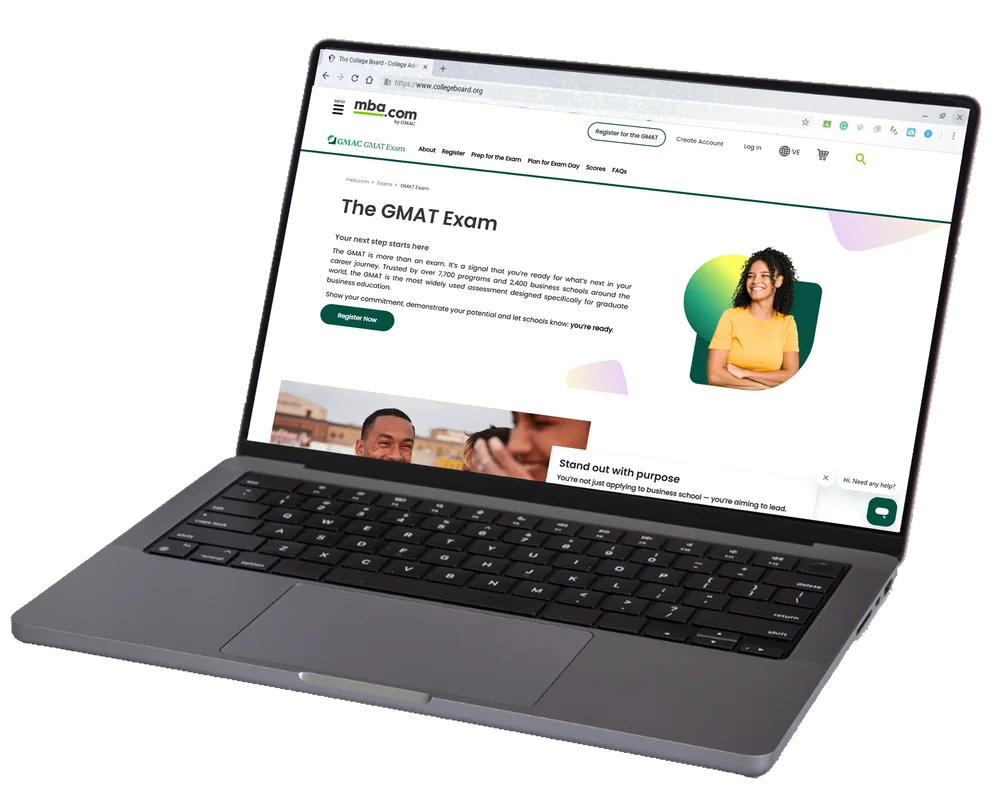 The College Board - College Adm
https://www.collegeboard.org
MENU
mba.com
by GMAC
Register for the GMAT
Create Account
Log In
VE
GMAC GMAT Exam
About
Register
Prep for the Exam
Plan for Exam Day
Scores
FAQs
mba.com
Exams
GMAT Exam
The GMAT Exam
Your next step starts here
The GMAT is more than an exam. It's a signal that you're ready for what's next in your
career journey. Trusted by over 7,700 programs and 2,400 business schools around the
world, the GMAT is the most widely used assessment designed specifically for graduate
business education.
Show your commitment, demonstrate your potential and let schools know: you're ready.
Register Now
Stand out with purpose
You're not just applying to business school — you're aiming to lead.
Hi. Need any help?
delete
tab
Q W E R T Y U I O P
caps lock
A S D F G H J K L
return
shift
Z X C V B N M
shift
fn
control
option